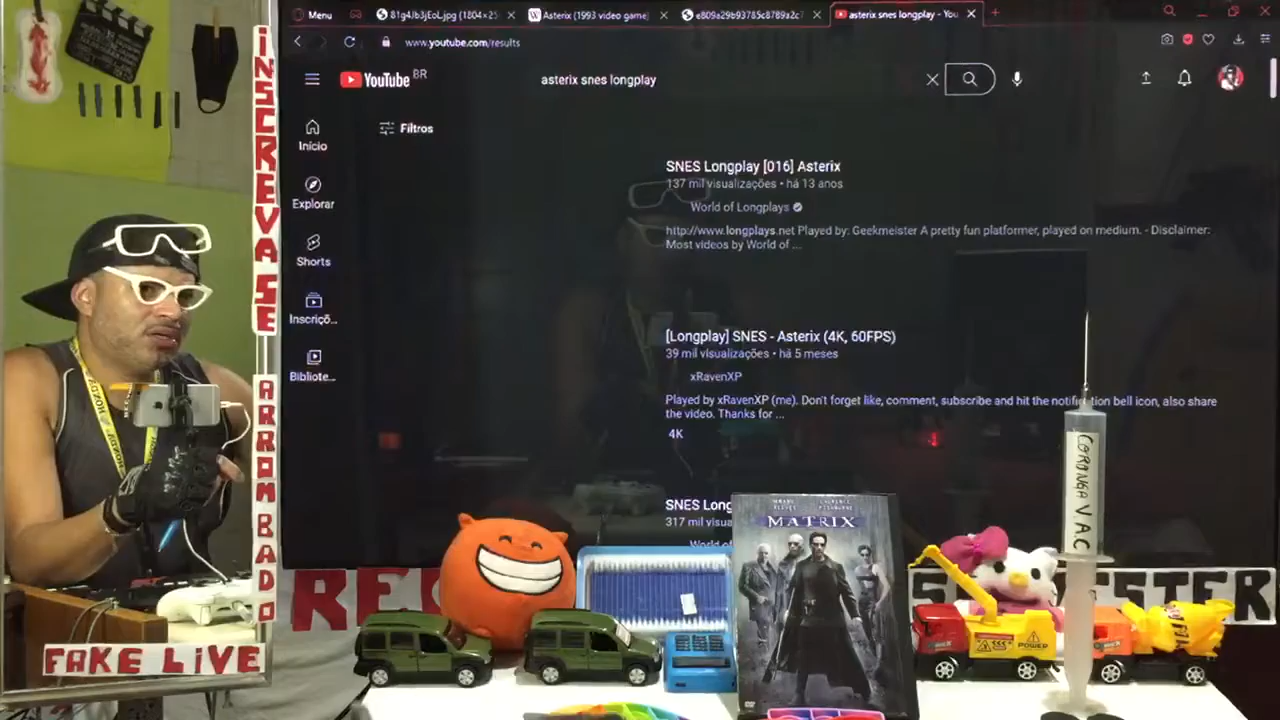 Menu
81g4Jb3jEoL.jpg (1804×25
Asterix (1993 video game)
e809a29b93785c8789a2c7
asterix snes longplay - You
www.youtube.com/results
YouTube BR
asterix snes longplay
Filtros
Início
Explorar
Shorts
Inscriçõ...
Bibliote...
SNES Longplay [016] Asterix
137 mil visualizações • há 13 anos
World of Longplays
http://www.longplays.net Played by: Geekmeister A pretty fun platformer, played on medium. - Disclaimer:
Most videos by World of ...
[Longplay] SNES - Asterix (4K, 60FPS)
39 mil visualizações • há 5 meses
xRavenXP
Played by xRavenXP (me). Don't forget like, comment, subscribe and hit the notification bell icon, also share
the video. Thanks for ...
4K
SNES Long
317 mil visua
INSCREVA SE
ARROMBADO
FAKE LIVE
MATRIX
CORONGA V.A.C
POWER